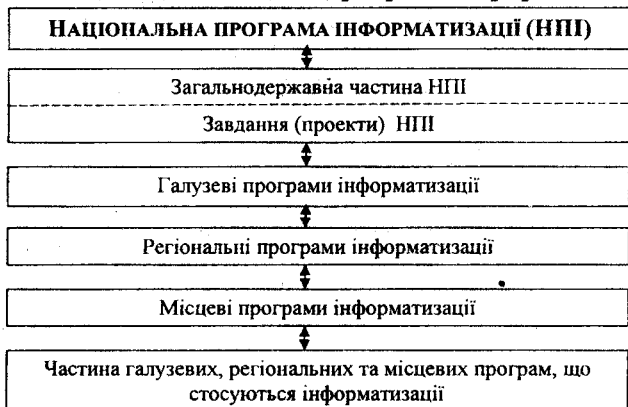 НАЦІОНАЛЬНА ПРОГРАМА ІНФОРМАТИЗАЦІЇ (НПІ)
Загальнодержавна частина НПІ
Завдання (проекти) НПІ
Галузеві програми інформатизації
Регіональні програми інформатизації
Місцеві програми інформатизації
Частина галузевих, регіональних та місцевих програм, що
стосуються інформатизації